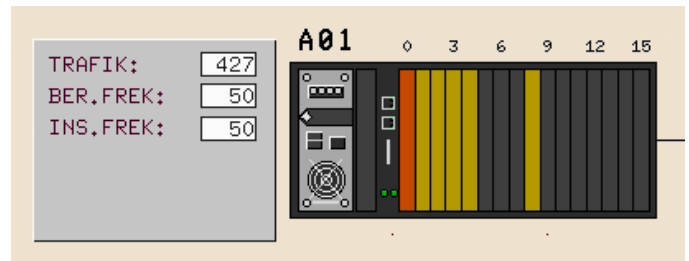 A01
0 3 6 9 12 15
TRAFIK: 427
BER.FREK: 50
INS.FREK: 50